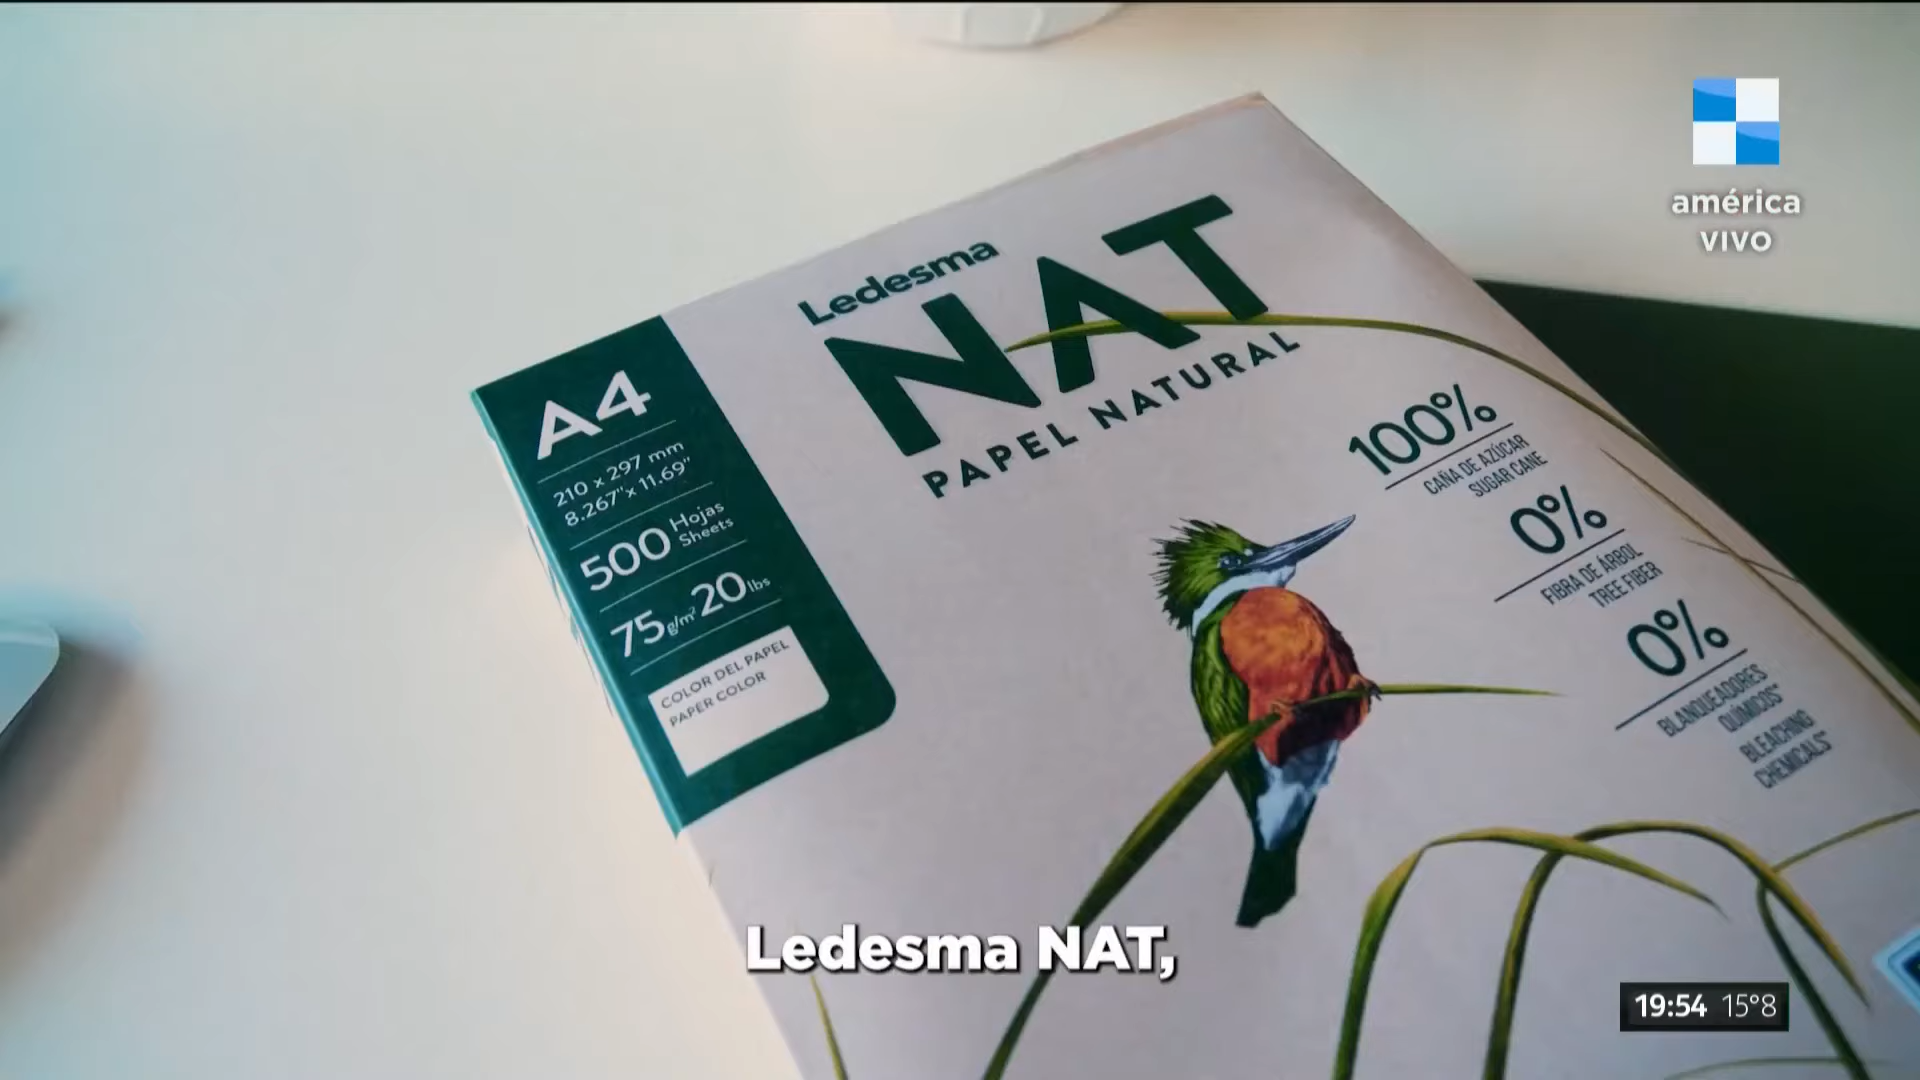 américa
VIVO
Ledesma
NAT
PAPEL NATURAL
A4
210 x 297 mm
8.267"x 11.69"
500 Hojas
Sheets
75g/m² 20lbs
COLOR DEL PAPEL
PAPER COLOR
100%
CAÑA DE AZÚCAR
SUGAR CANE
0%
FIBRA DE ÁRBOL
TREE FIBER
0%
BLANQUEADORES
QUÍMICOS*
BLEACHING
CHEMICALS*
Ledesma NAT,
19:54 15°8